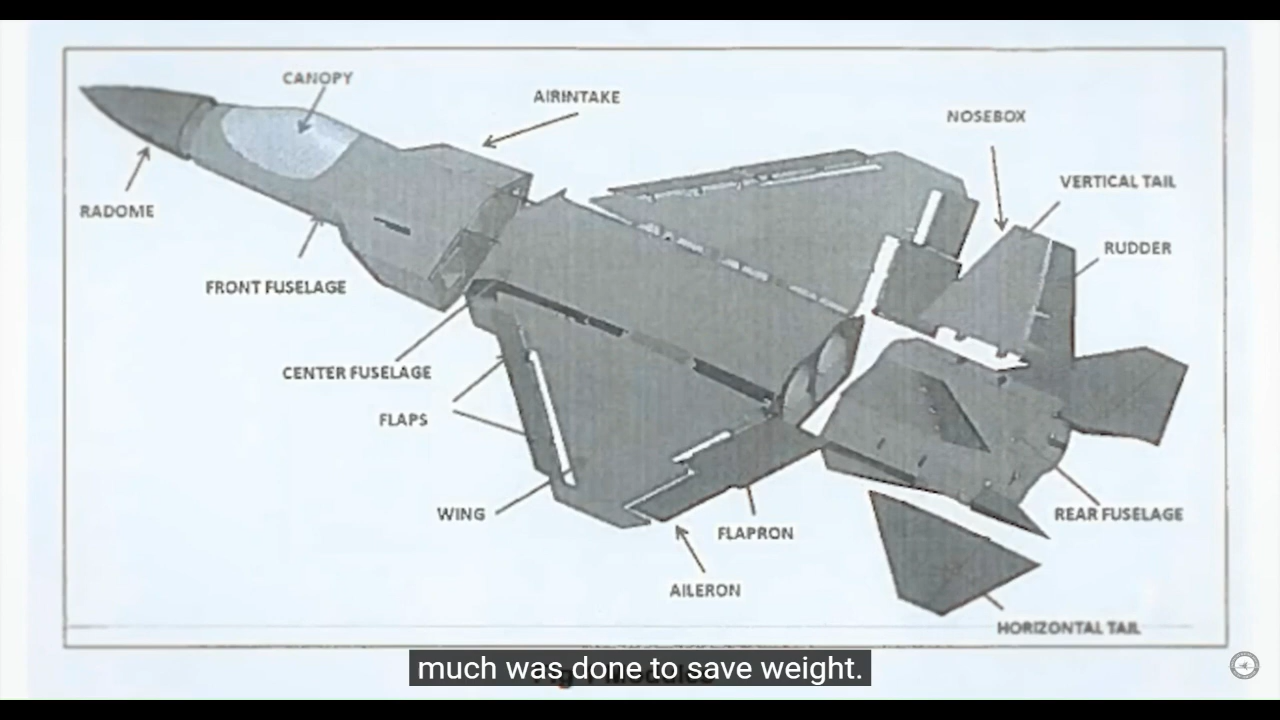 CANOPY
AIRINTAKE
NOSEBOX
VERTICAL TAIL
RADOME
RUDDER
FRONT FUSELAGE
CENTER FUSELAGE
FLAPS
WING
REAR FUSELAGE
FLAPRON
AILERON
HORIZONTAL TAIL
much was done to save weight.